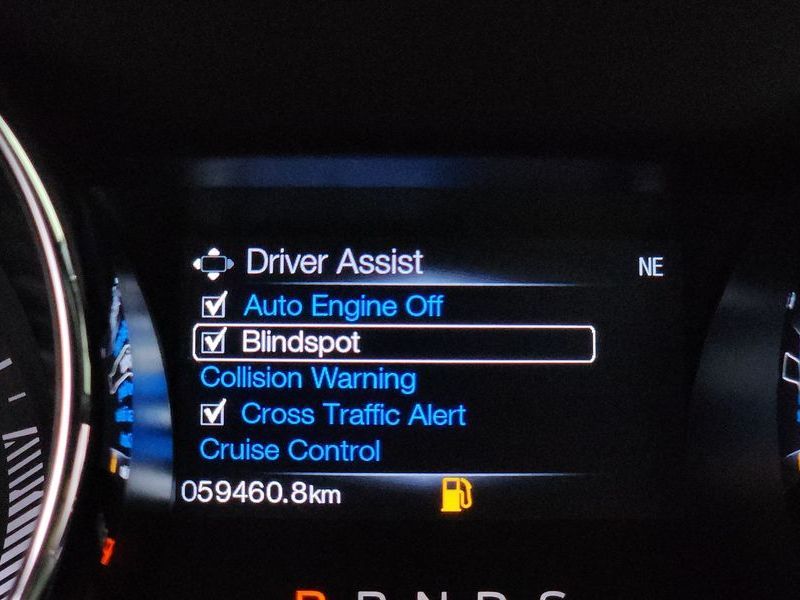 Driver Assist
NE
Auto Engine Off
Blindspot
Collision Warning
Cross Traffic Alert
Cruise Control
059460.8km
P R N D S